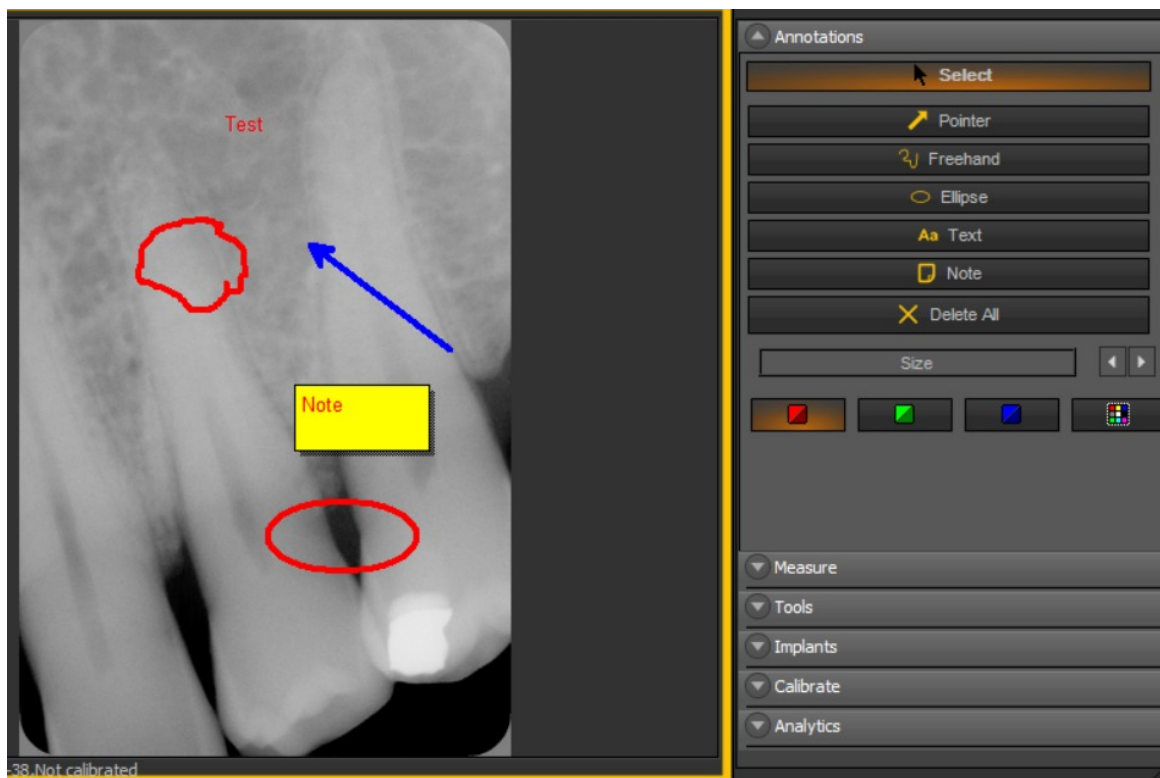 Test
Note
-38.Not calibrated
Annotations
Select
Pointer
Freehand
Ellipse
Aa Text
Note
Delete All
Size
Measure
Tools
Implants
Calibrate
Analytics